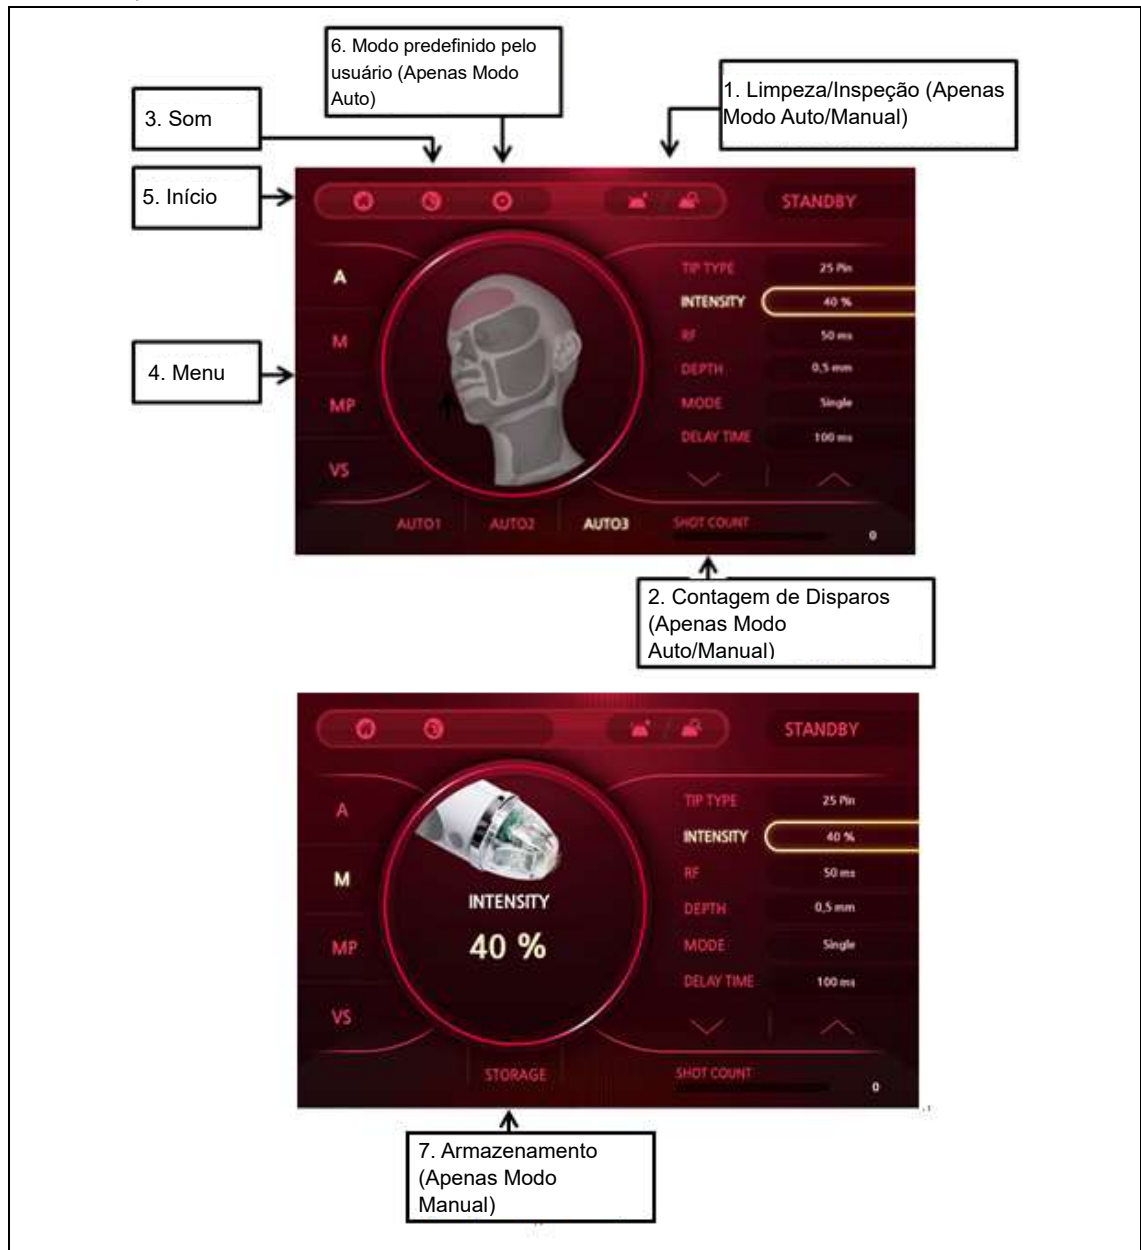 6. Modo predefinido pelo
usuário (Apenas Modo
Auto)
1. Limpeza/Inspeção (Apenas
Modo Auto/Manual)
3. Som
5. Início
4. Menu
STANDBY
A
M
MP
VS
TIP TYPE 25 Pin
INTENSITY 40 %
RF 50 ms
DEPTH 0,5 mm
MODE Single
DELAY TIME 100 ms
AUTO1 AUTO2 AUTO3
SHOT COUNT 0
2. Contagem de Disparos
(Apenas Modo
Auto/Manual)
STANDBY
A
M
MP
VS
INTENSITY
40 %
TIP TYPE 25 Pin
INTENSITY 40 %
RF 50 ms
DEPTH 0,5 mm
MODE Single
DELAY TIME 100 ms
STORAGE
SHOT COUNT 0
7. Armazenamento
(Apenas Modo
Manual)